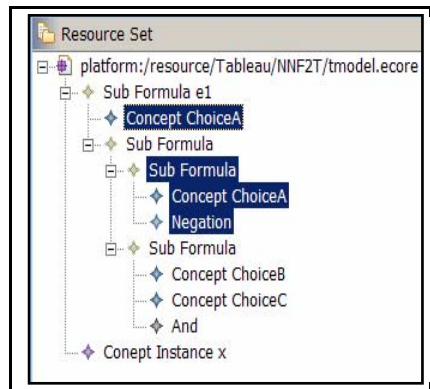 Resource Set
platform:/resource/Tableau/NNF2T/tmodel.ecore
Sub Formula e1
Concept ChoiceA
Sub Formula
Sub Formula
Concept ChoiceA
Negation
Sub Formula
Concept ChoiceB
Concept ChoiceC
And
Conept Instance x